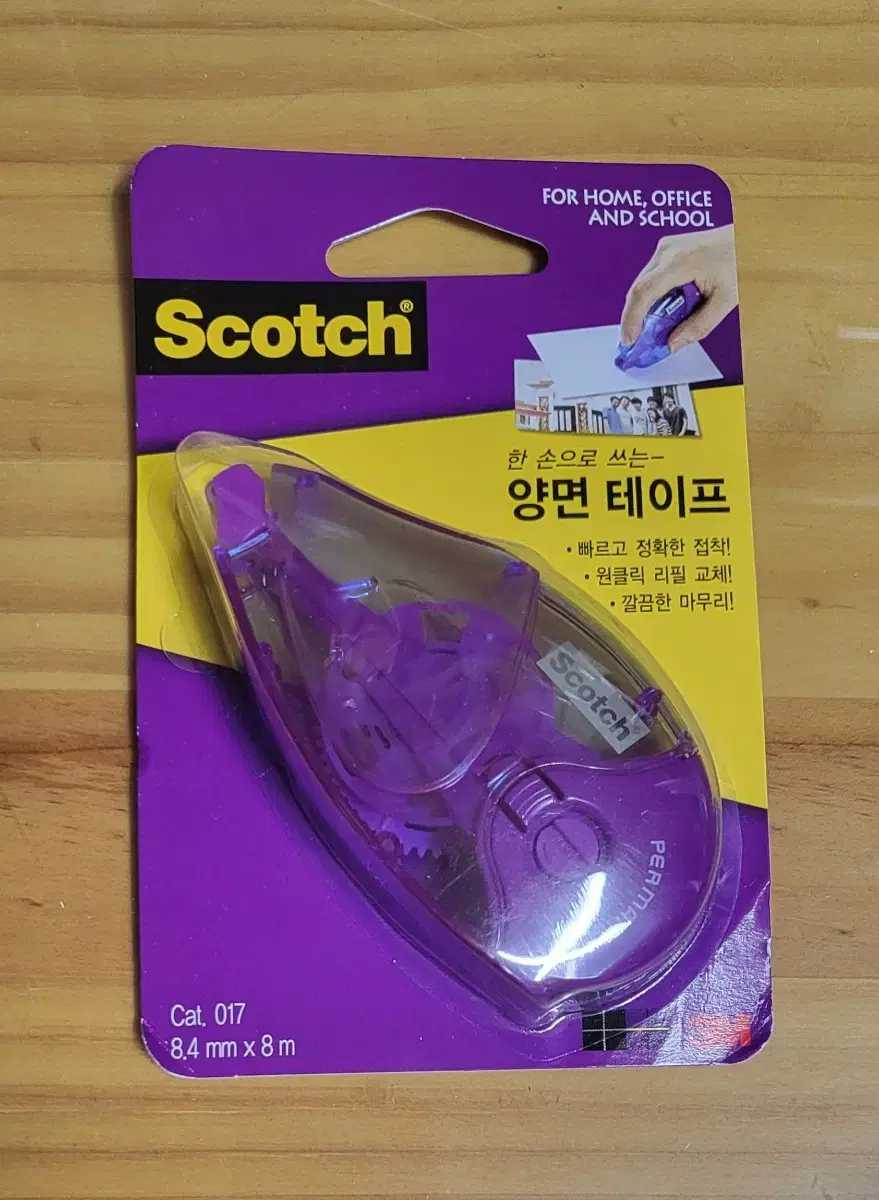 FOR HOME, OFFICE
AND SCHOOL
Scotch®
한 손으로 쓰는-
양면 테이프
• 빠르고 정확한 접착!
• 원클릭 리필 교체!
• 깔끔한 마무리!
Scotch
Cat. 017
8.4 mm x 8 m
3M